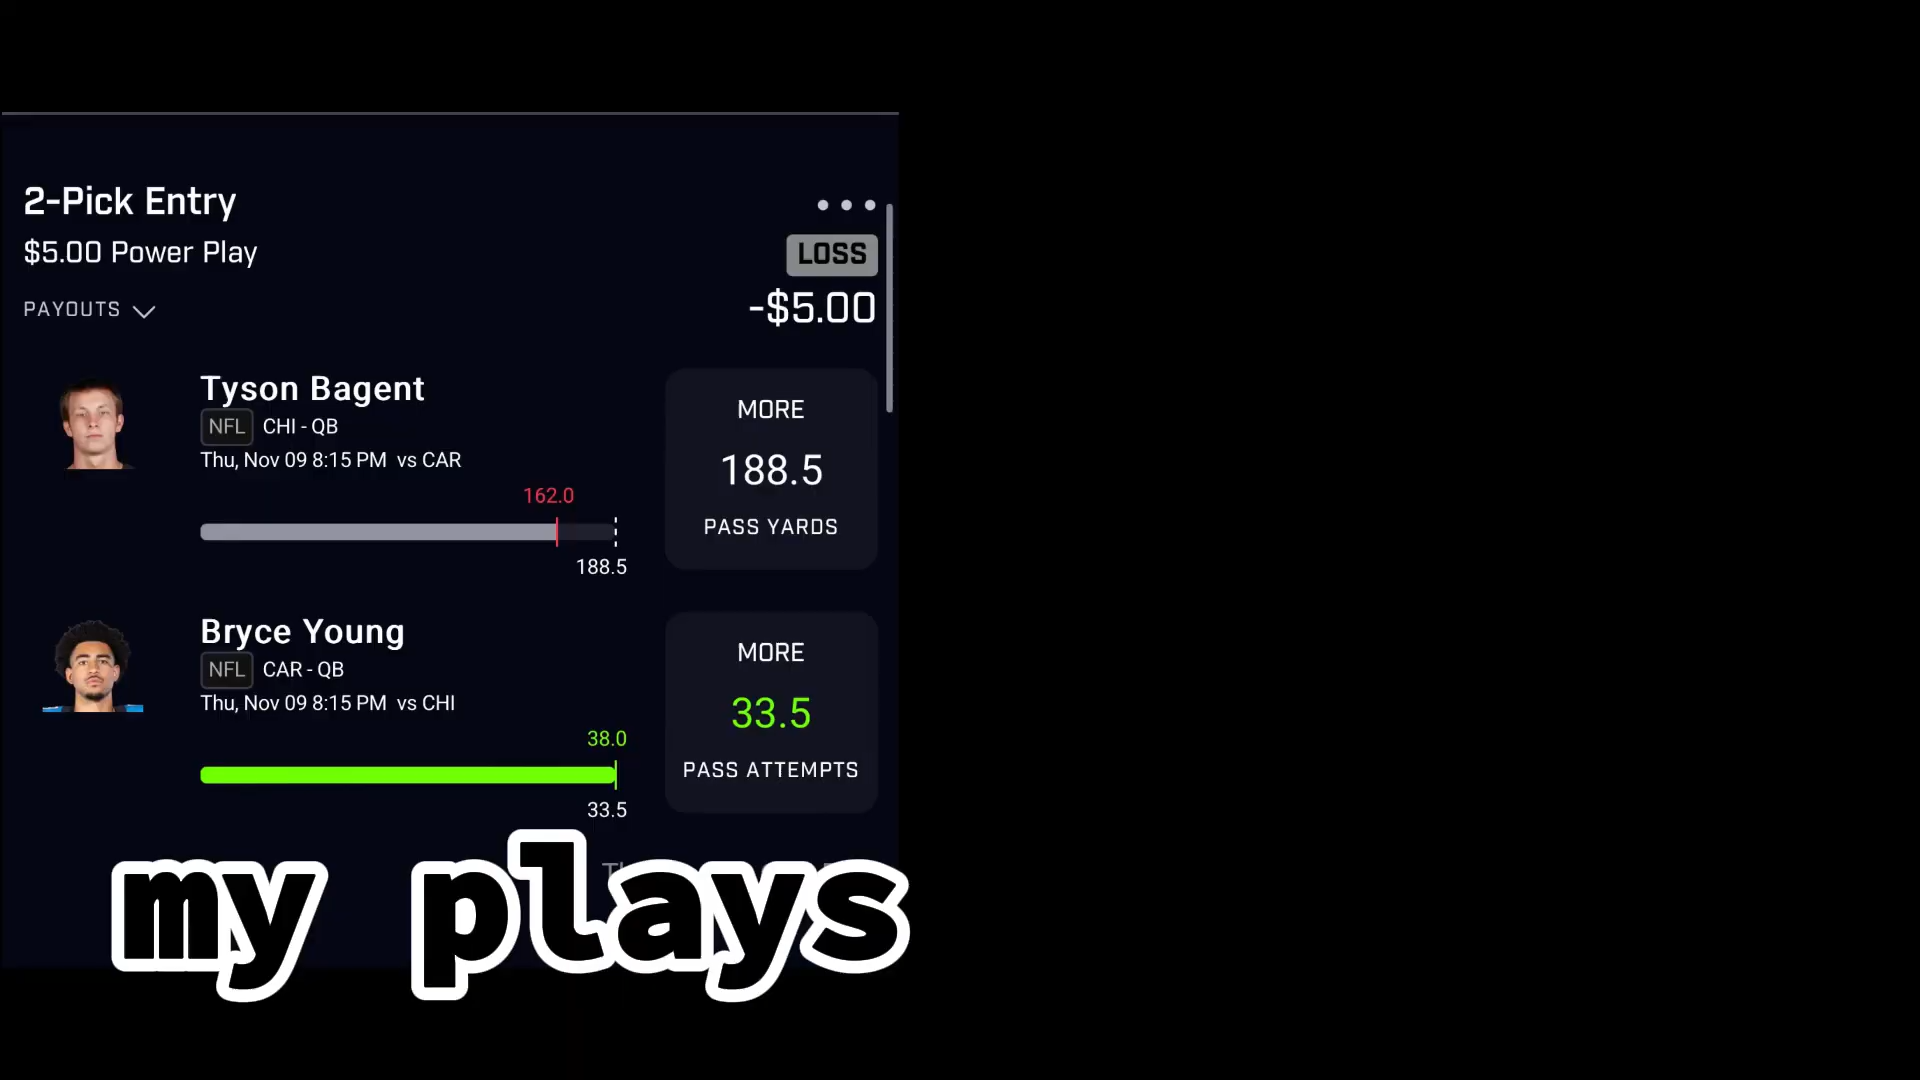 2-Pick Entry
$5.00 Power Play
LOSS
PAYOUTS
-$5.00
Tyson Bagent
NFL CHI - QB
Thu, Nov 09 8:15 PM vs CAR
162.0
188.5
MORE
188.5
PASS YARDS
Bryce Young
NFL CAR - QB
Thu, Nov 09 8:15 PM vs CHI
38.0
33.5
MORE
33.5
PASS ATTEMPTS
my plays